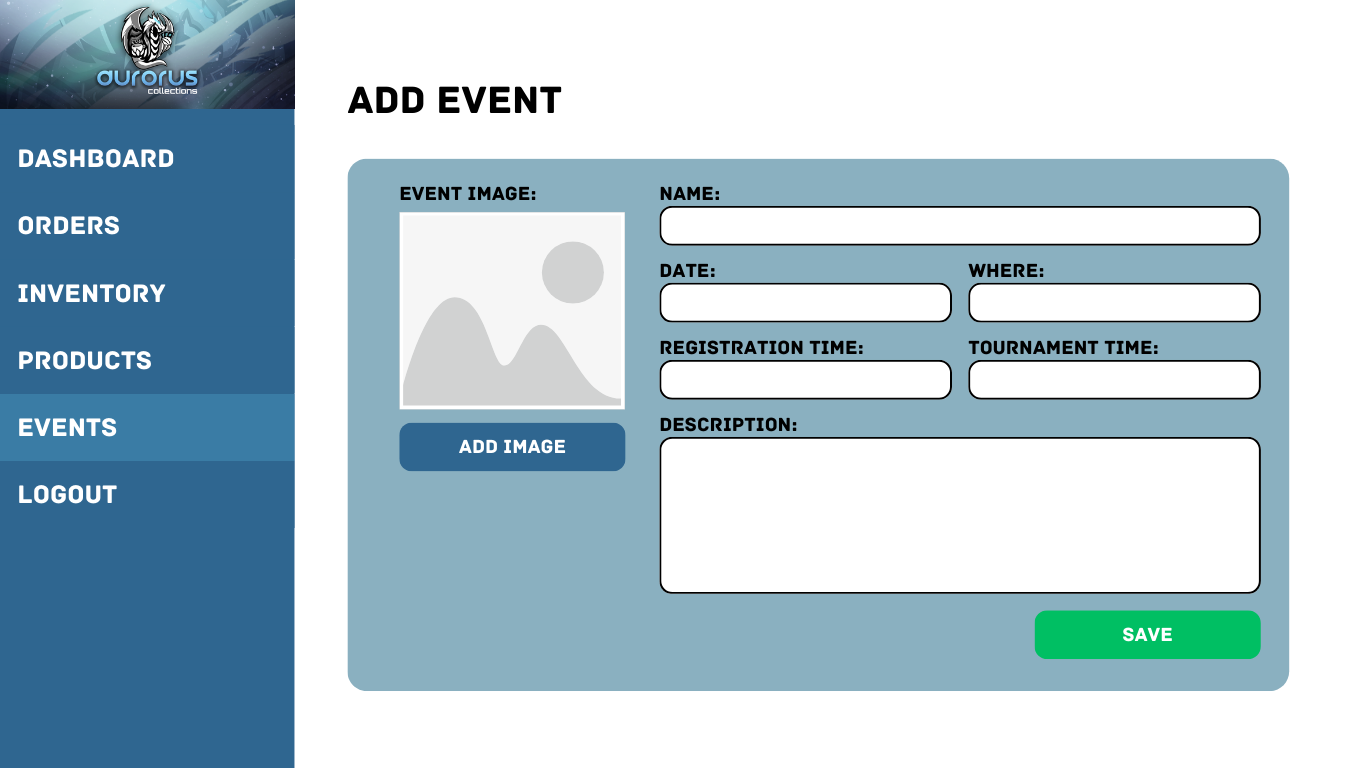 aurorus
collections
DASHBOARD
ORDERS
INVENTORY
PRODUCTS
EVENTS
LOGOUT
ADD EVENT
EVENT IMAGE:
ADD IMAGE
NAME:
DATE:
WHERE:
REGISTRATION TIME:
TOURNAMENT TIME:
DESCRIPTION:
SAVE